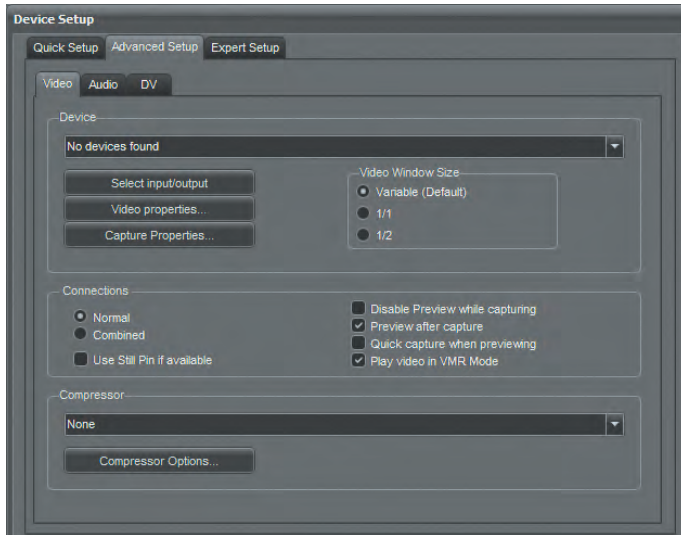 Device Setup
Quick Setup Advanced Setup Expert Setup
Video Audio DV
Device
No devices found
Select input/output
Video properties...
Capture Properties...
Video Window Size
Variable (Default)
1/1
1/2
Connections
Normal
Combined
Use Still Pin if available
Disable Preview while capturing
Preview after capture
Quick capture when previewing
Play video in VMR Mode
Compressor
None
Compressor Options...